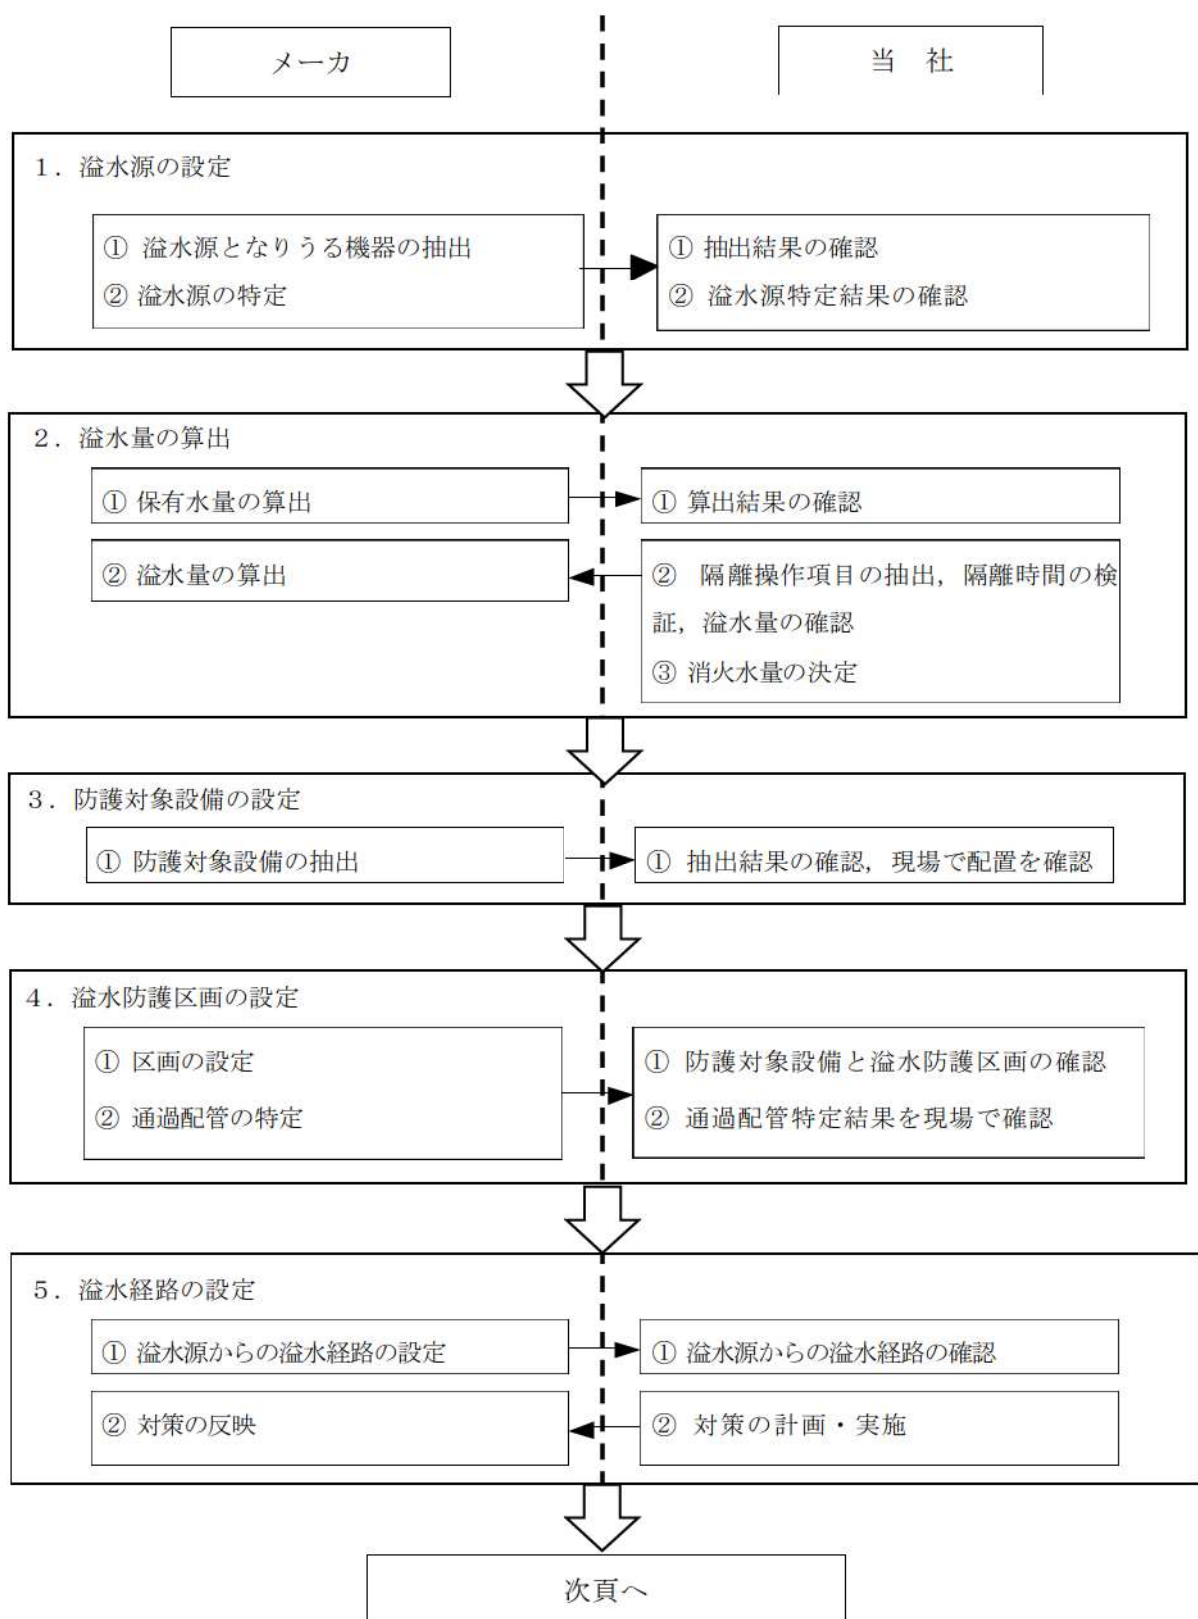 メーカ
当　社
１．溢水源の設定
① 溢水源となりうる機器の抽出
② 溢水源の特定
① 抽出結果の確認
② 溢水源特定結果の確認
２．溢水量の算出
① 保有水量の算出
① 算出結果の確認
② 溢水量の算出
② 隔離操作項目の抽出，隔離時間の検
証，溢水量の確認
③ 消火水量の決定
３．防護対象設備の設定
① 防護対象設備の抽出
① 抽出結果の確認，現場で配置を確認
４．溢水防護区画の設定
① 区画の設定
② 通過配管の特定
① 防護対象設備と溢水防護区画の確認
② 通過配管特定結果を現場で確認
５．溢水経路の設定
① 溢水源からの溢水経路の設定
① 溢水源からの溢水経路の確認
② 対策の反映
② 対策の計画・実施
次頁へ